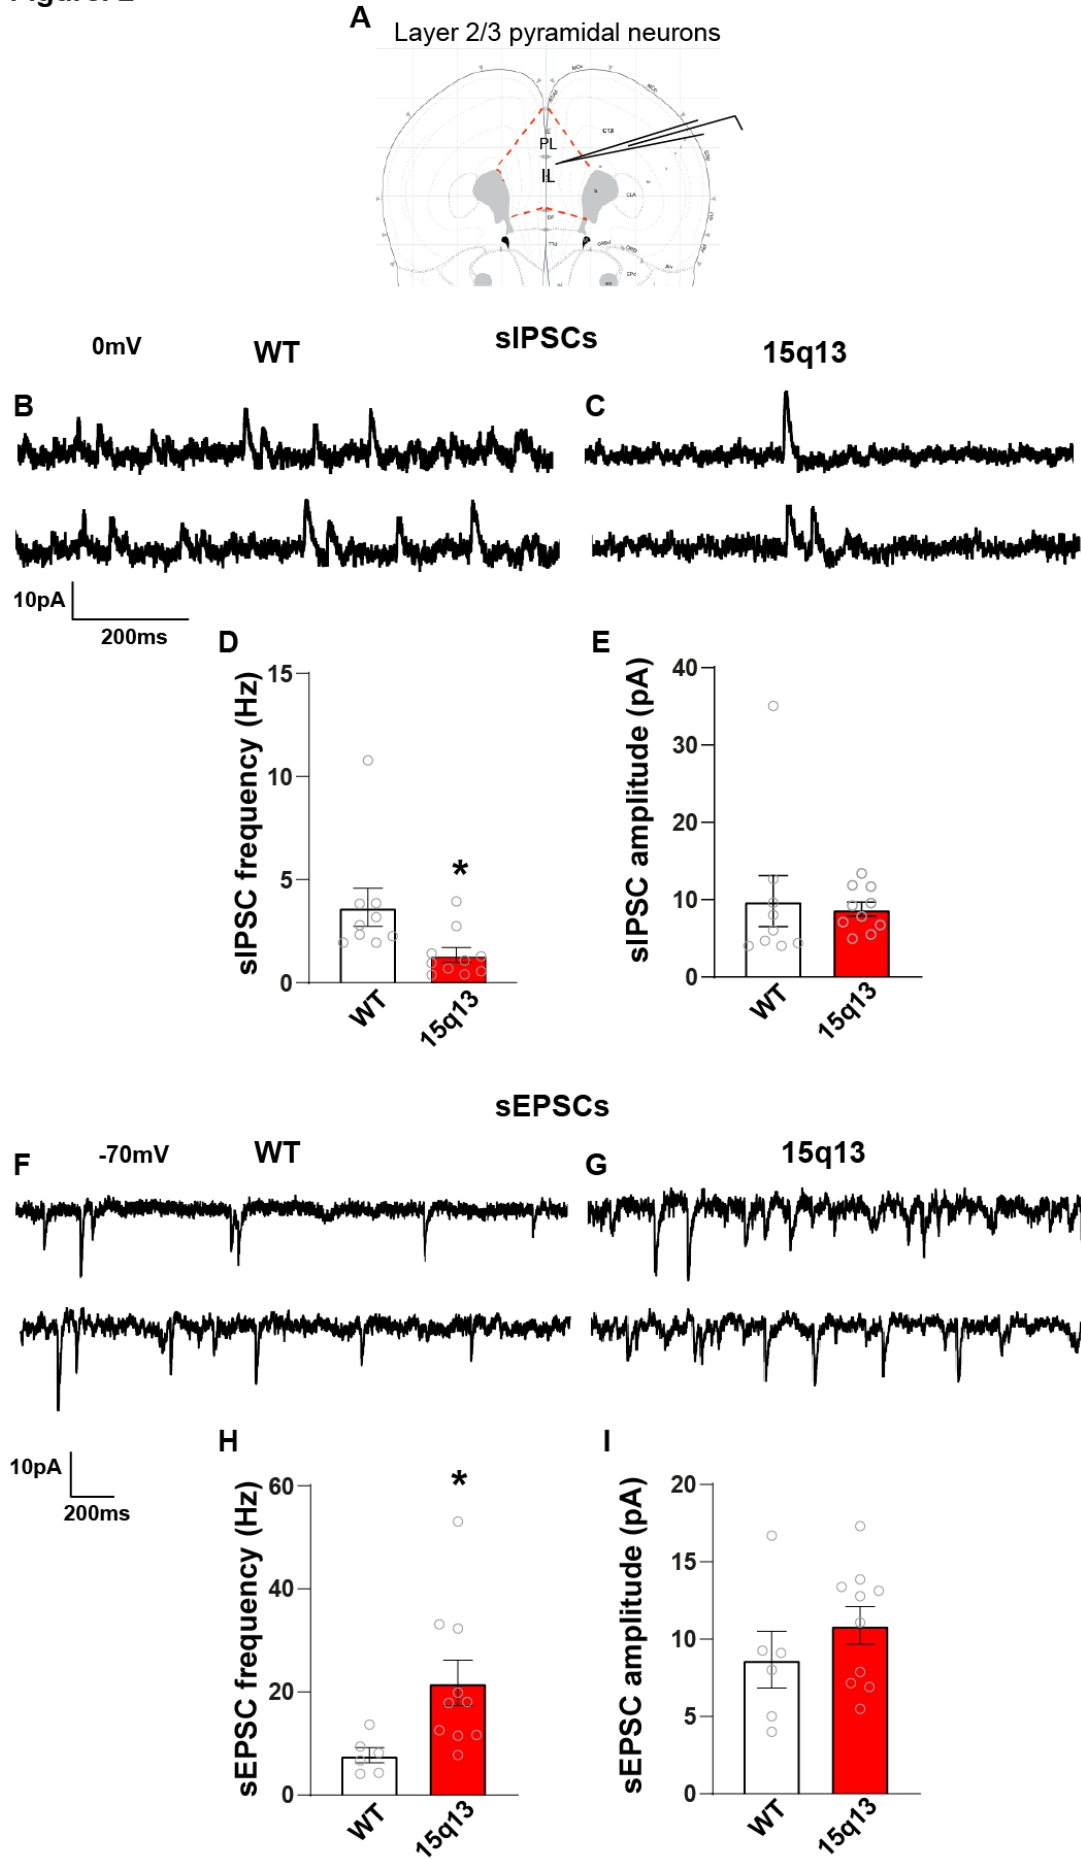 A
Layer 2/3 pyramidal neurons
PL
IL
CLA
EPd
sIPSCs
0mV
WT
15q13
B
C
10pA
200ms
D
E
sIPSC frequency (Hz)
15
10
5
0
*
WT
15q13
sIPSC amplitude (pA)
40
30
20
10
0
WT
15q13
sEPSCs
F
-70mV
WT
G
15q13
10pA
200ms
H
I
sEPSC frequency (Hz)
60
40
20
0
*
WT
15q13
sEPSC amplitude (pA)
20
15
10
5
0
WT
15q13